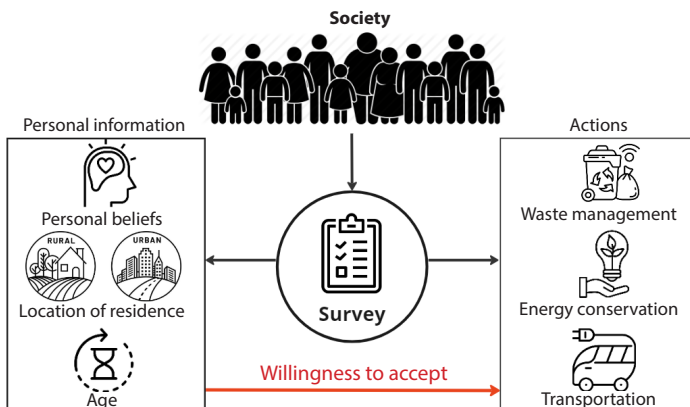 Society
Personal information
Actions
Personal beliefs
Waste management
RURAL
URBAN
Survey
Location of residence
Energy conservation
Willingness to accept
Age
Transportation